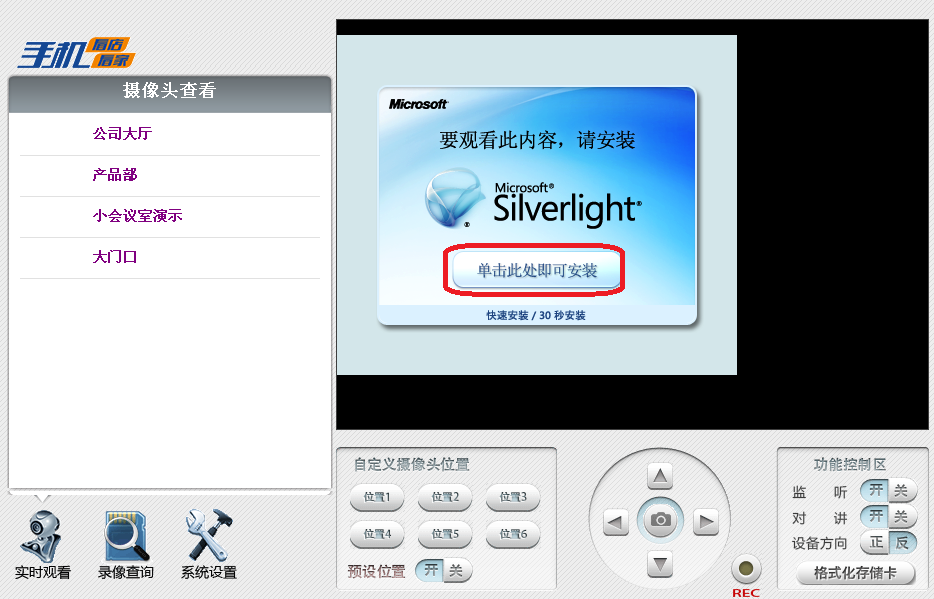 手机看店看家
摄像头查看
公司大厅
产品部
小会议室演示
大门口
实时观看
录像查询
系统设置
Microsoft®
要观看此内容，请安装
Microsoft®
Silverlight®
单击此处即可安装
快速安装 / 30 秒安装
自定义摄像头位置
位置1
位置2
位置3
位置4
位置5
位置6
预设位置 开 关
REC
功能控制区
监 听 开 关
对 讲 开 关
设备方向 正 反
格式化存储卡